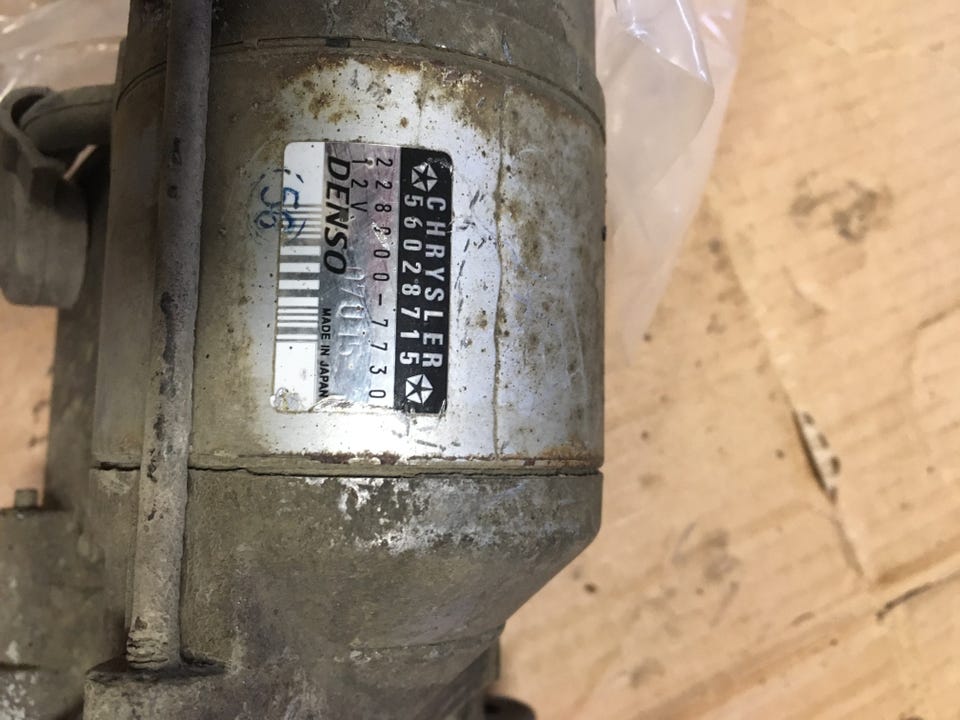 CHRYSLER
56028715
228000-7730
12V
DENSO
MADE IN JAPAN